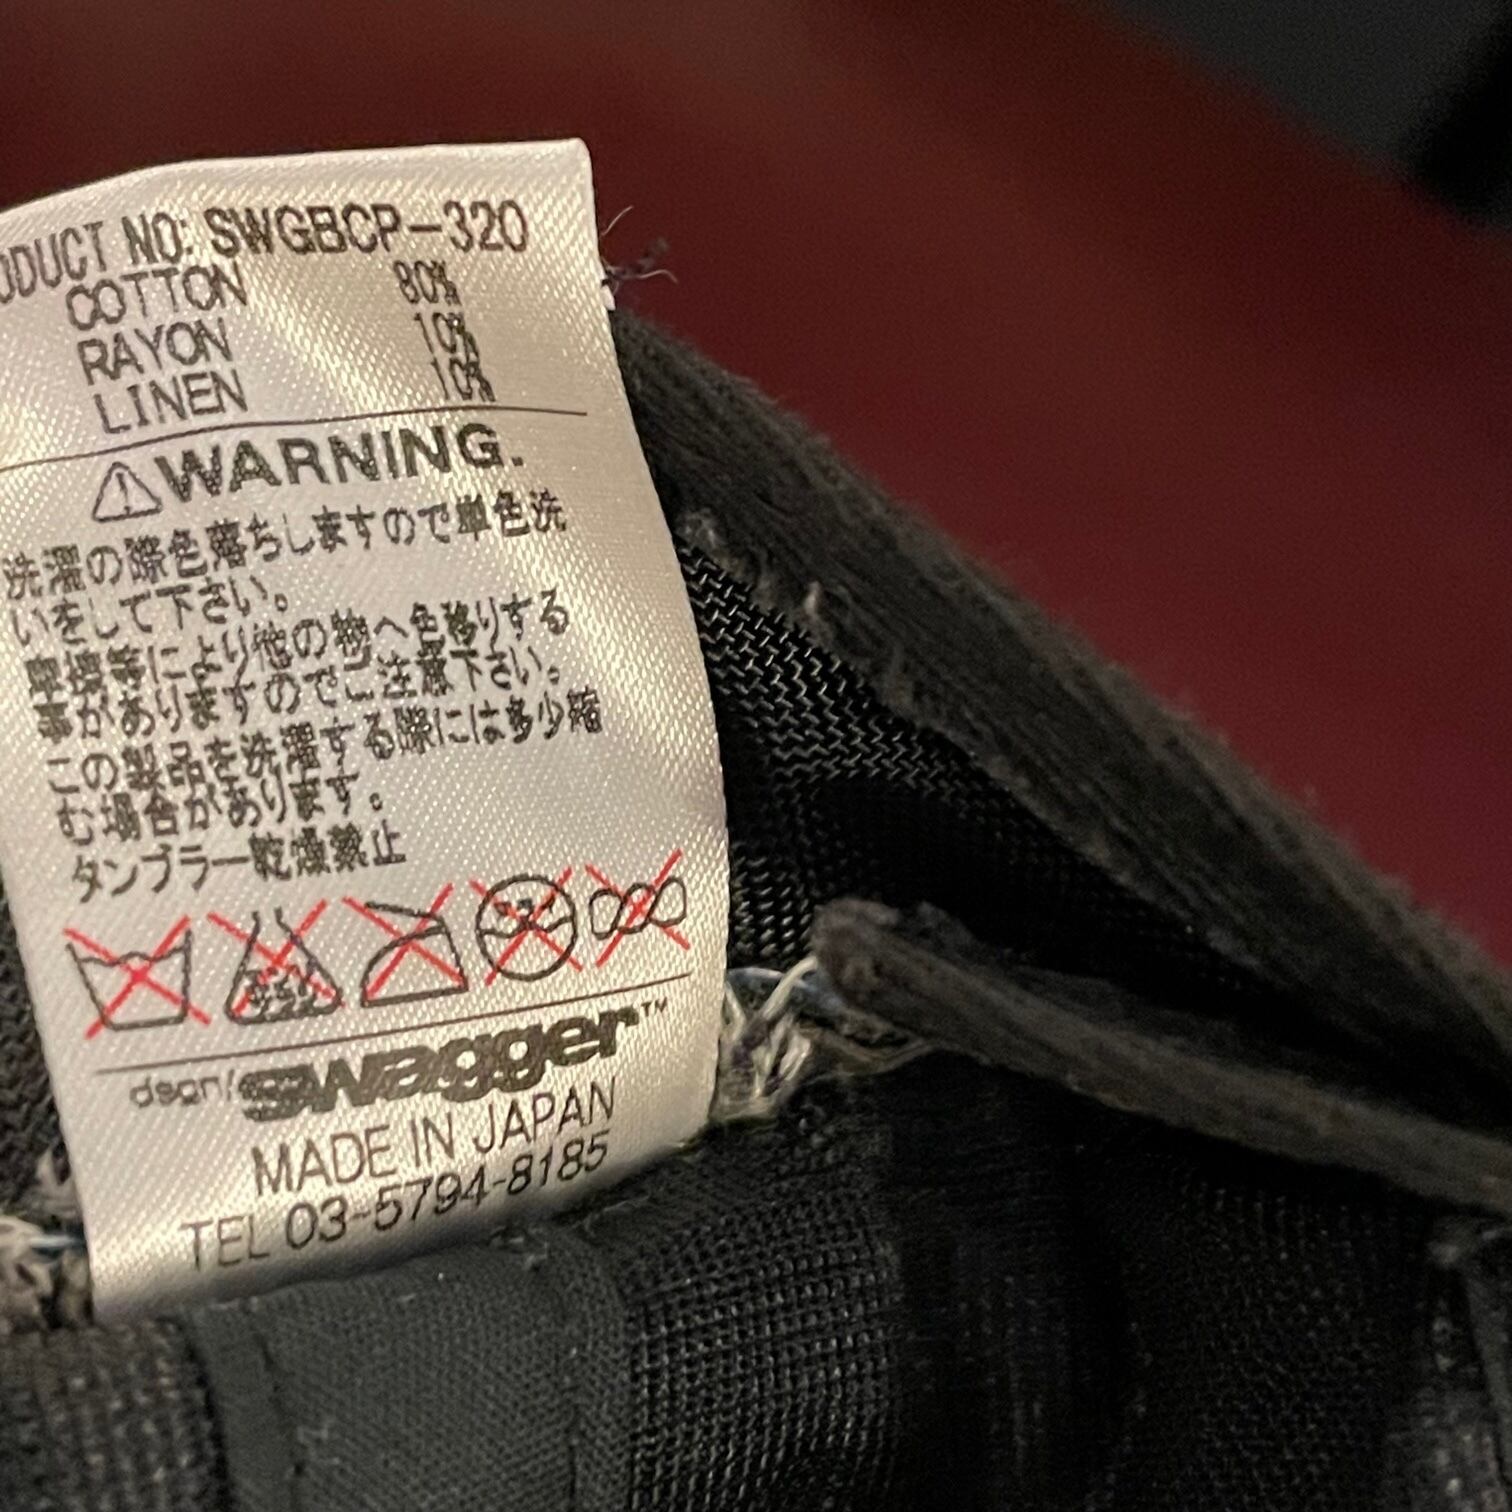 ODUCT NO: SWGBCP-320
COTTON 80%
RAYON 10%
LINEN 10%
WARNING.
洗濯の際色落ちしますので単色洗
いをして下さい。
摩擦等により他の物へ色移りする
事がありますのでご注意下さい。
この製品を洗濯する際には多少縮
む場合があります。
タンブラー乾燥禁止
dsgn/swagger™
MADE IN JAPAN
TEL 03-5794-8185